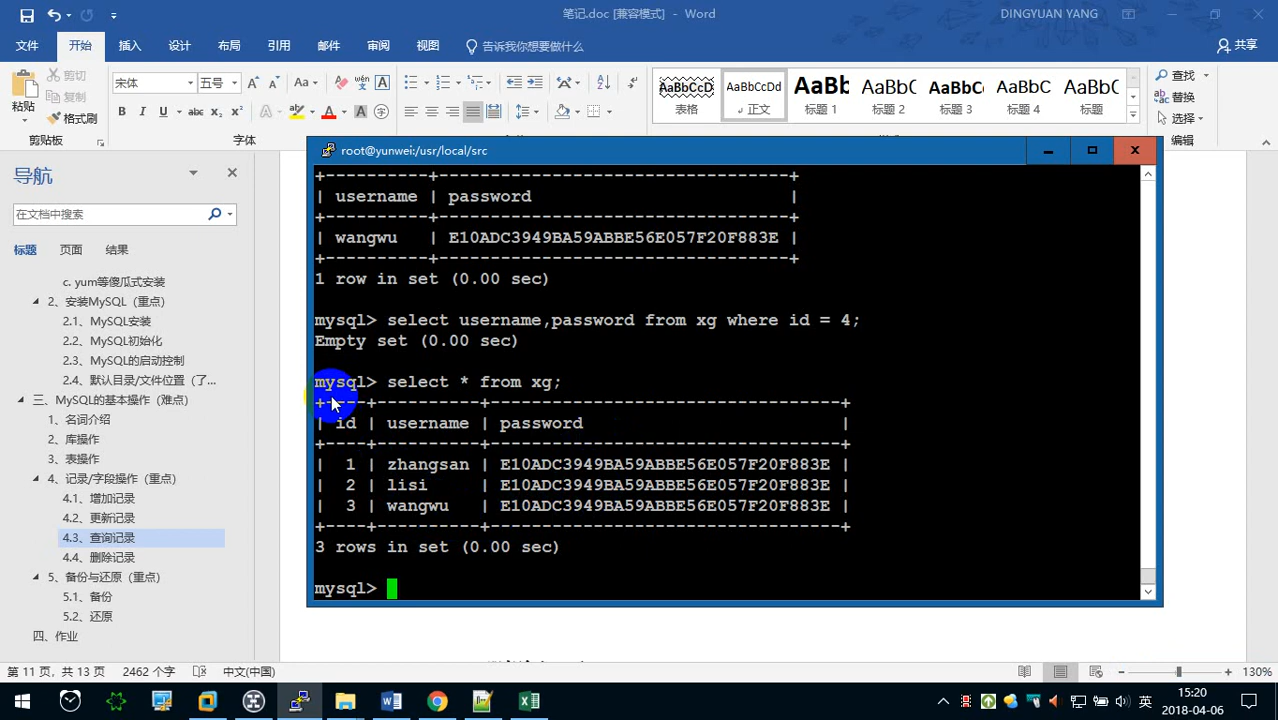 笔记.doc [兼容模式] - Word
DINGYUAN YANG
文件
开始
插入
设计
布局
引用
邮件
审阅
视图
告诉我你想要做什么
共享
粘贴
剪切
复制
格式刷
剪贴板
宋体
五号
字体
AaBbCcDd
表格
AaBbCcDd
正文
AaBb
标题 1
AaBbC
标题 2
AaBbC
标题 3
AaBbC
标题 4
AaBbC
标题
查找
替换
选择
编辑
导航
在文档中搜索
标题
页面
结果
c. yum等傻瓜式安装
2、安装MySQL（重点）
2.1、MySQL安装
2.2、MySQL初始化
2.3、MySQL的启动控制
2.4、默认目录/文件位置（了...
三、MySQL的基本操作（难点）
1、名词介绍
2、库操作
3、表操作
4、记录/字段操作（重点）
4.1、增加记录
4.2、更新记录
4.3、查询记录
4.4、删除记录
5、备份与还原（重点）
5.1、备份
5.2、还原
四、作业
root@yunwei:/usr/local/src
+----------+----------------------------------+
| username | password |
+----------+----------------------------------+
| wangwu | E10ADC3949BA59ABBE56E057F20F883E |
+----------+----------------------------------+
1 row in set (0.00 sec)
mysql> select username,password from xg where id = 4;
Empty set (0.00 sec)
mysql> select * from xg;
+----+----------+----------------------------------+
| id | username | password |
+----+----------+----------------------------------+
| 1 | zhangsan | E10ADC3949BA59ABBE56E057F20F883E |
| 2 | lisi | E10ADC3949BA59ABBE56E057F20F883E |
| 3 | wangwu | E10ADC3949BA59ABBE56E057F20F883E |
+----+----------+----------------------------------+
3 rows in set (0.00 sec)
mysql>
第 11 页，共 13 页
2462 个字
中文(中国)
130%
英
15:20
2018-04-06